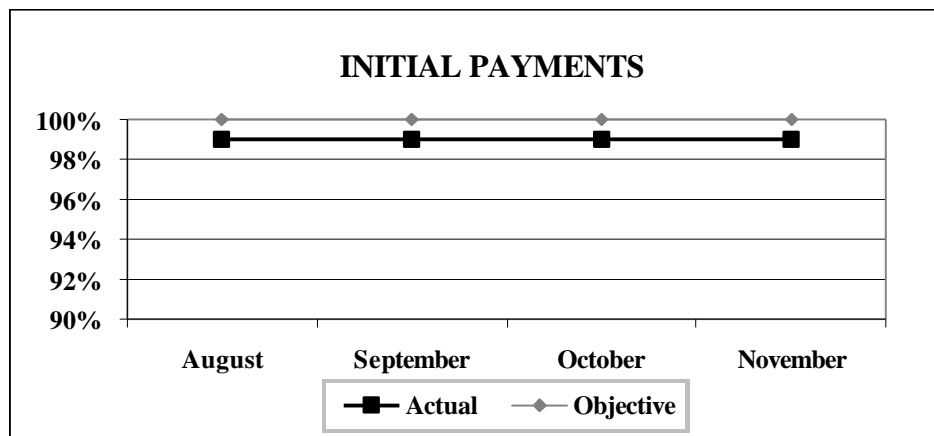 INITIAL PAYMENTS
100%
98%
96%
94%
92%
90%
August September October November
Actual Objective